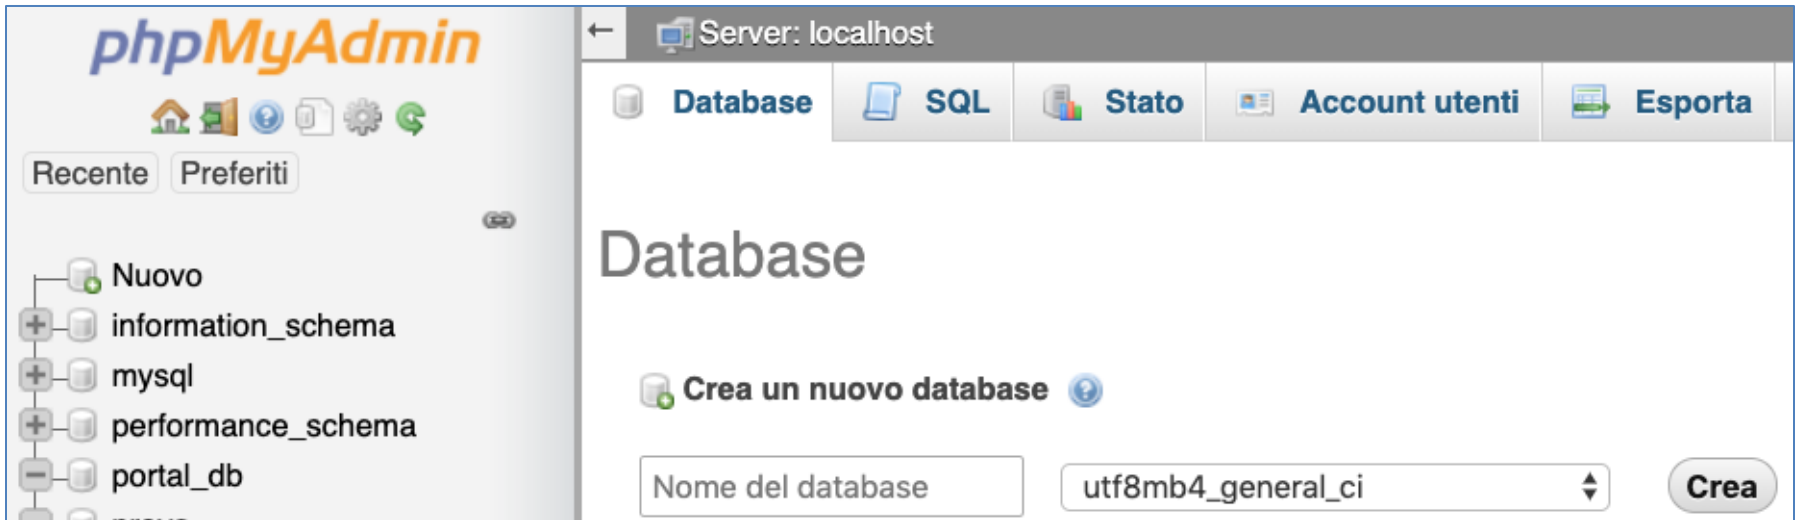 phpMyAdmin
Recente Preferiti
Nuovo
information_schema
mysql
performance_schema
portal_db
← Server: localhost
Database SQL Stato Account utenti Esporta
Database
Crea un nuovo database
Nome del database utf8mb4_general_ci Crea